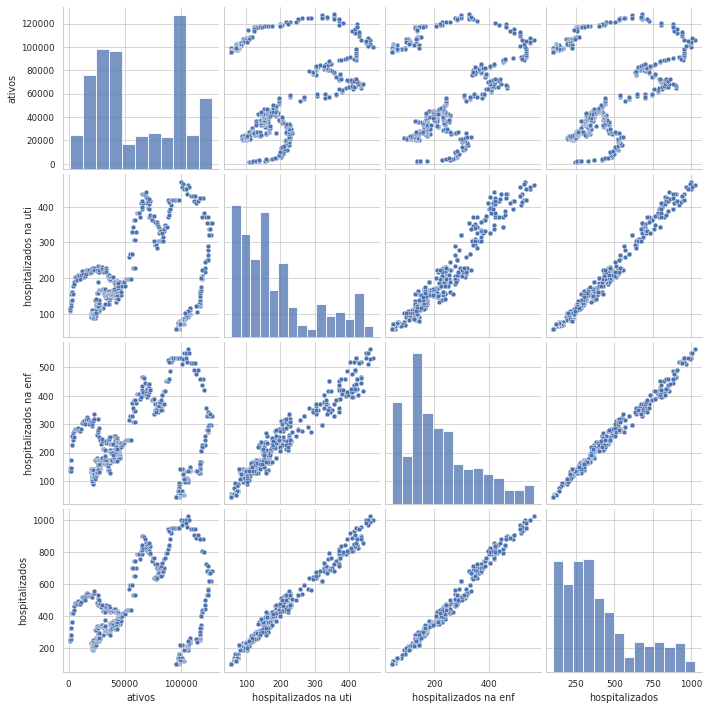 120000
100000
80000
60000
40000
20000
0
ativos
400
300
200
100
hospitalizados na uti
500
400
300
200
100
hospitalizados na enf
1000
800
600
400
200
hospitalizados
0 50000 100000
ativos
100 200 300 400
hospitalizados na uti
200 400
hospitalizados na enf
250 500 750 1000
hospitalizados